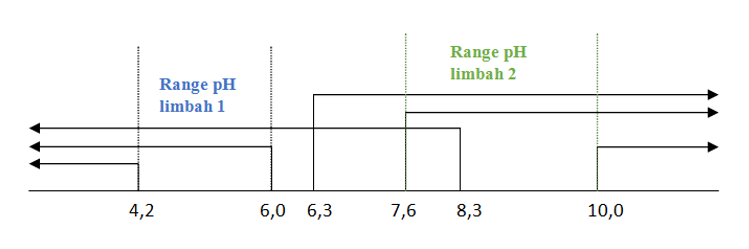 Range pH
limbah 1
Range pH
limbah 2
4,2 6,0 6,3 7,6 8,3 10,0